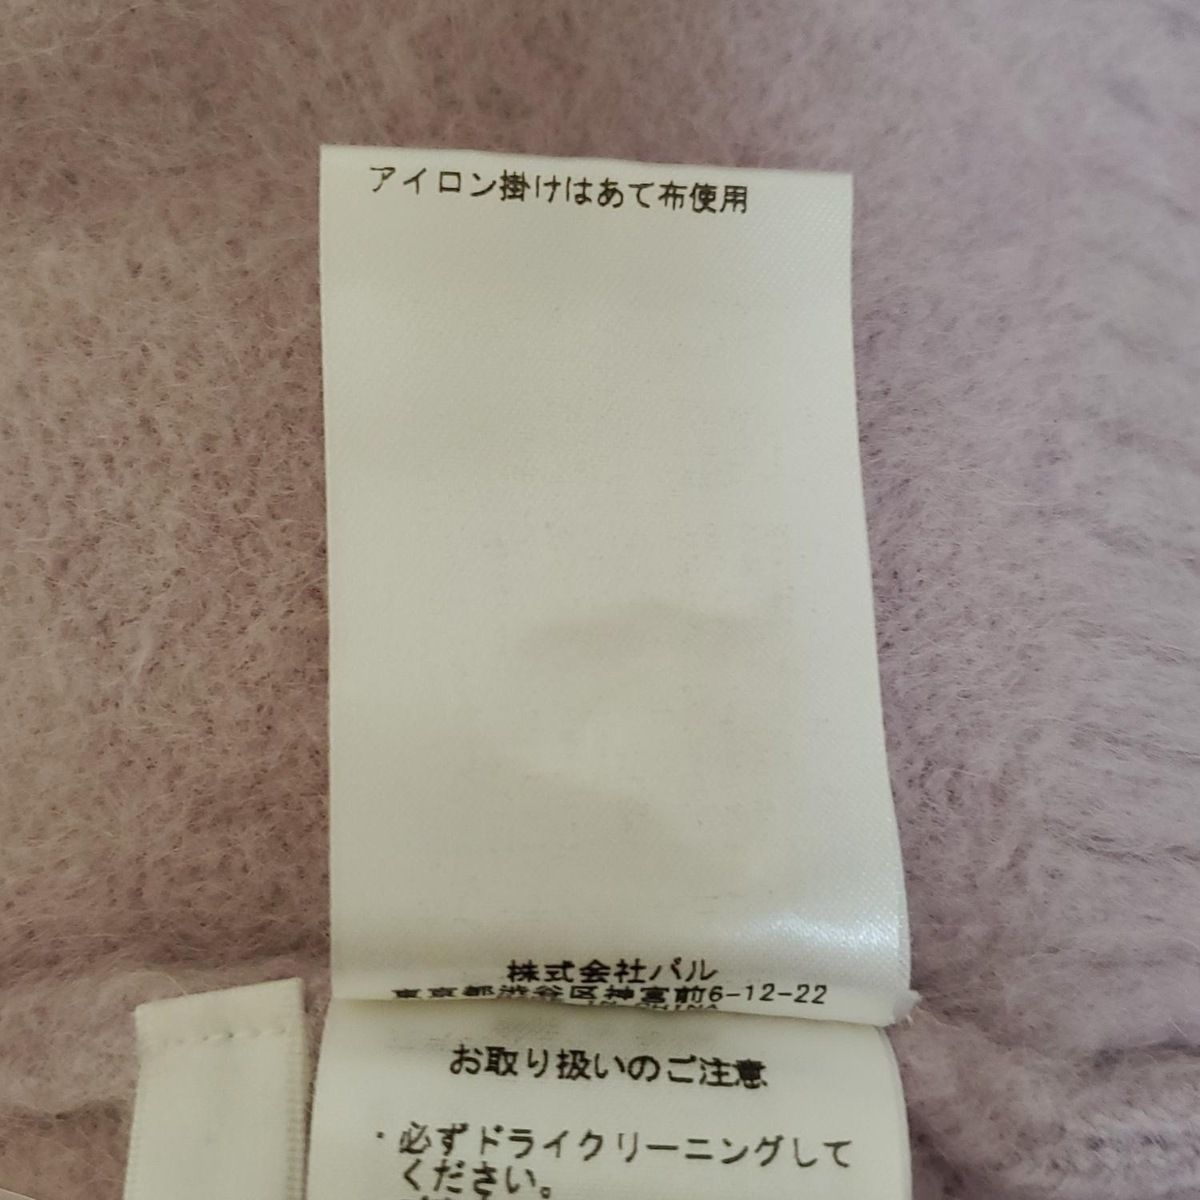 アイロン掛けはあて布使用
株式会社パル
東京都渋谷区神宮前6-12-22
IN CHINA
お取り扱いのご注意
・必ずドライクリーニングして
ください。